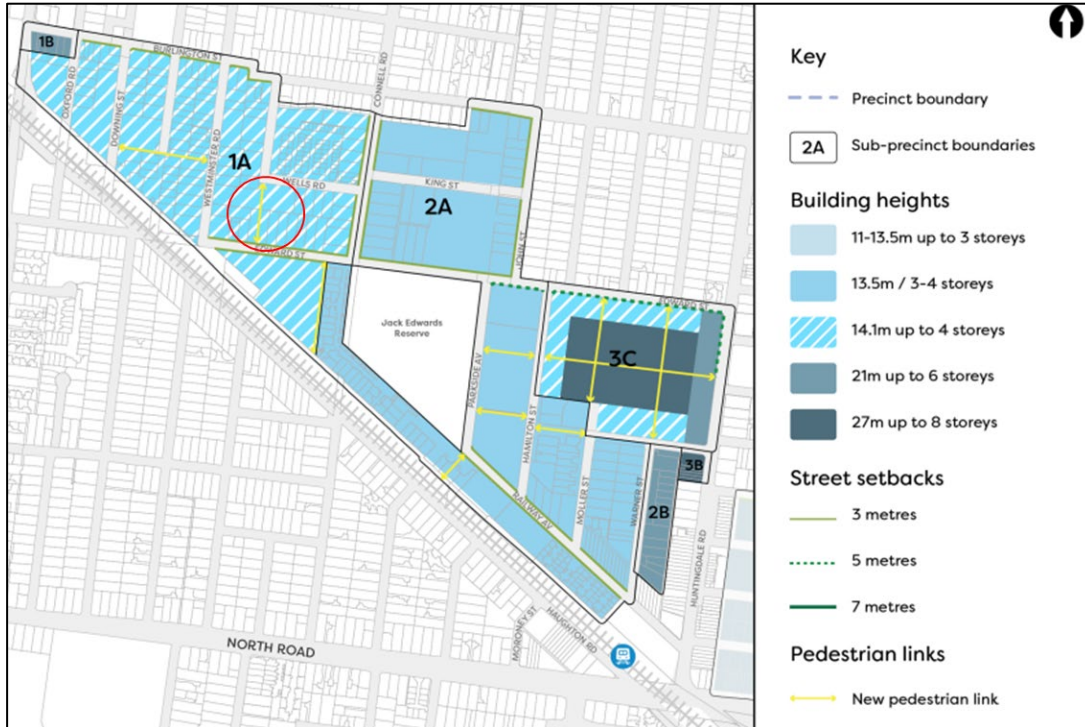 1B
BURLINGTON ST
OXFORD RD
DOWNING ST
WESTMINSTER RD
CONNELL RD
1A
WELLS RD
KING ST
2A
EDWARD ST
JOHN ST
EDWARD ST
Jack Edwards
Reserve
3C
PARKSIDE AV
HAMILTON ST
MOLLER ST
RAILWAY AV
WARNER ST
3B
2B
HUNTINGDALE RD
MORONEY ST
HAUGHTON RD
NORTH ROAD
Key
Precinct boundary
2A Sub-precinct boundaries
Building heights
11-13.5m up to 3 storeys
13.5m / 3-4 storeys
14.1m up to 4 storeys
21m up to 6 storeys
27m up to 8 storeys
Street setbacks
3 metres
5 metres
7 metres
Pedestrian links
New pedestrian link